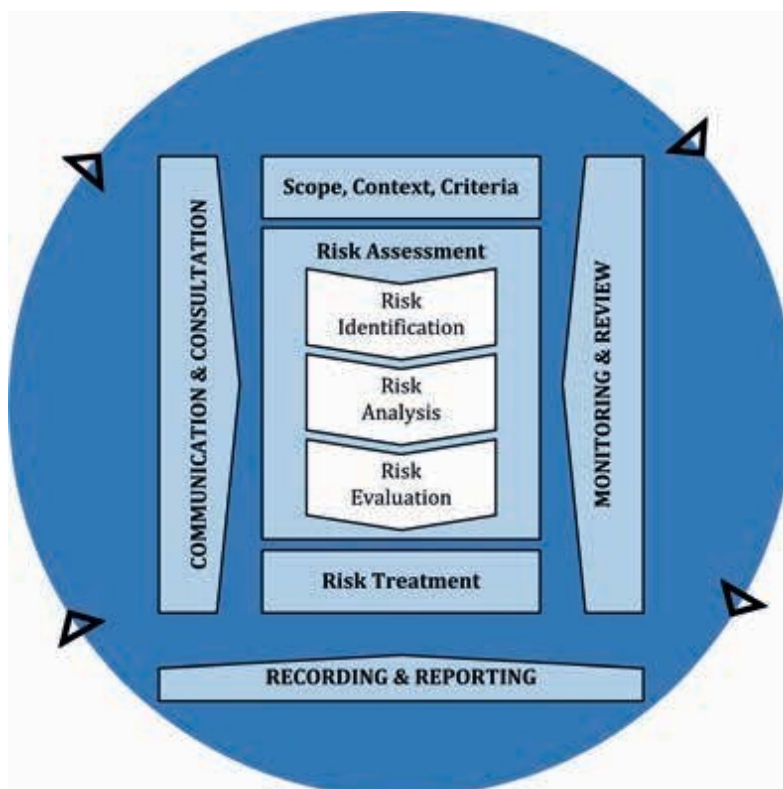 Scope, Context, Criteria
Risk Assessment
Risk
Identification
Risk
Analysis
Risk
Evaluation
Risk Treatment
COMMUNICATION & CONSULTATION
MONITORING & REVIEW
RECORDING & REPORTING